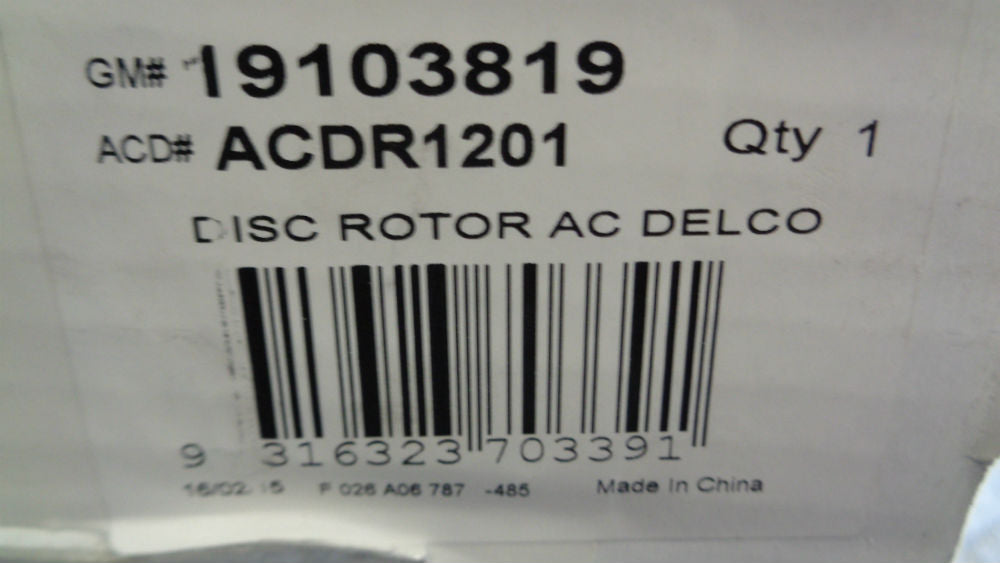 GM# 19103819
ACD# ACDR1201 Qty 1
DISC ROTOR AC DELCO
9 316323 703391
16/02/15 F 026 A06 787 -485 Made In China